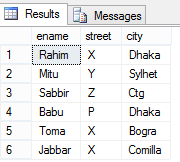 Results Messages
ename street city
1 Rahim X Dhaka
2 Mitu Y Sylhet
3 Sabbir Z Ctg
4 Babu P Dhaka
5 Toma X Bogra
6 Jabbar X Comilla